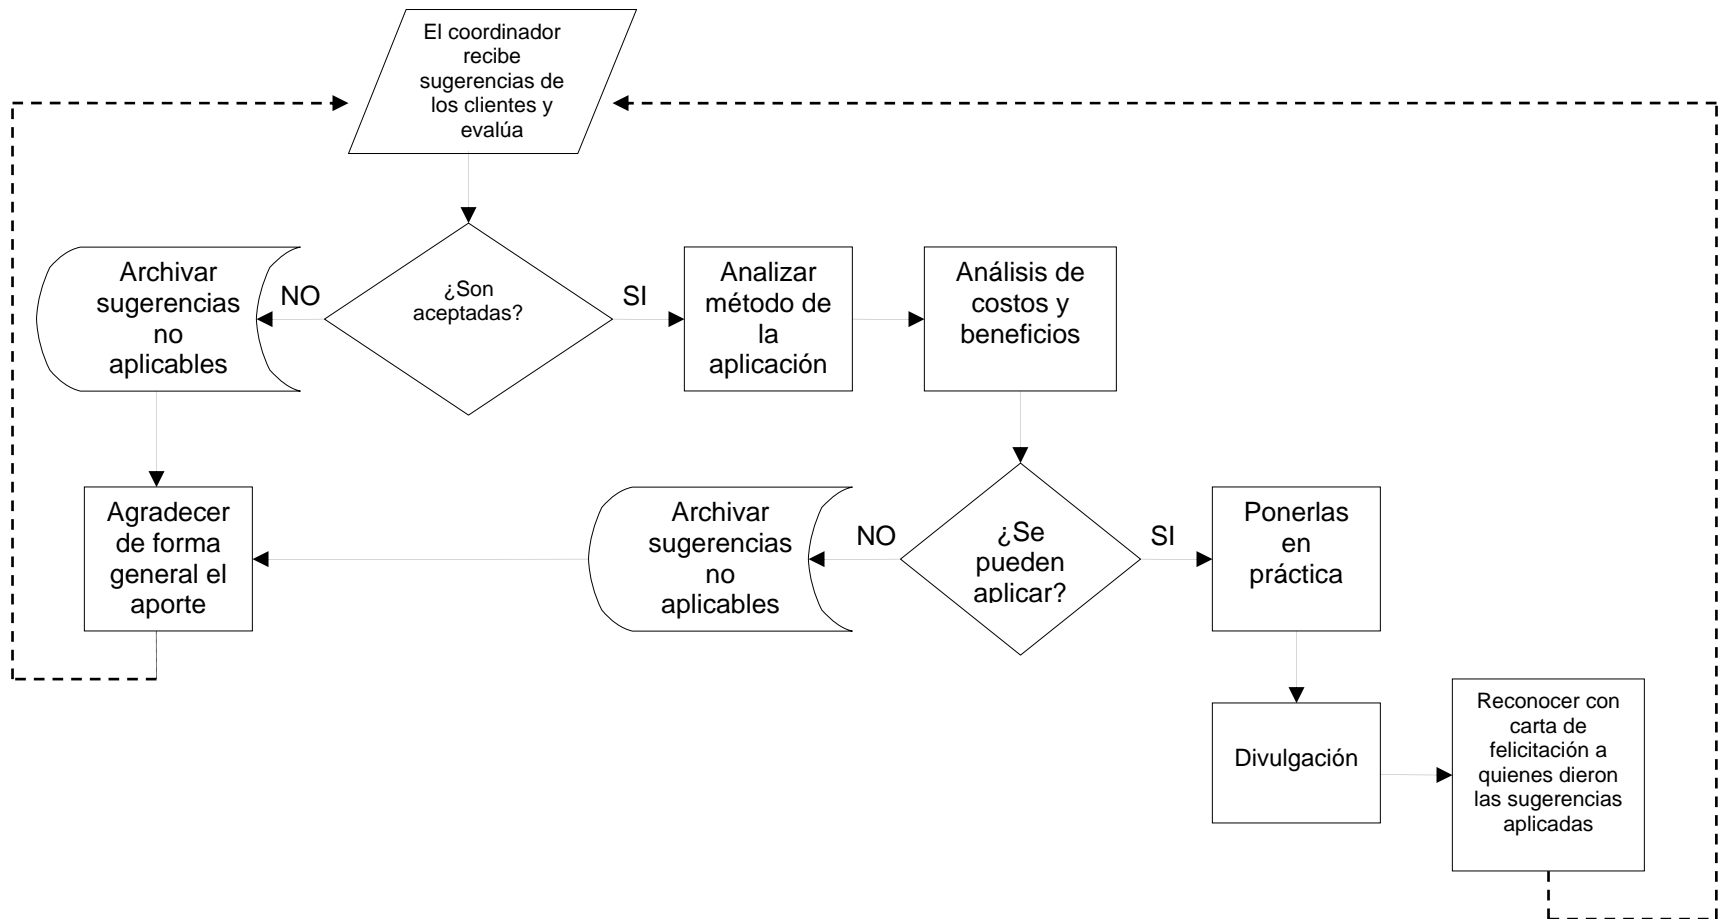 El coordinador
recibe
sugerencias de
los clientes y
evalúa
Archivar
sugerencias
no
aplicables
NO
¿Son
aceptadas?
SI
Analizar
método de
la
aplicación
Análisis de
costos y
beneficios
Agradecer
de forma
general el
aporte
Archivar
sugerencias
no
aplicables
NO
¿Se
pueden
aplicar?
SI
Ponerlas
en
práctica
Divulgación
Reconocer con
carta de
felicitación a
quienes dieron
las sugerencias
aplicadas